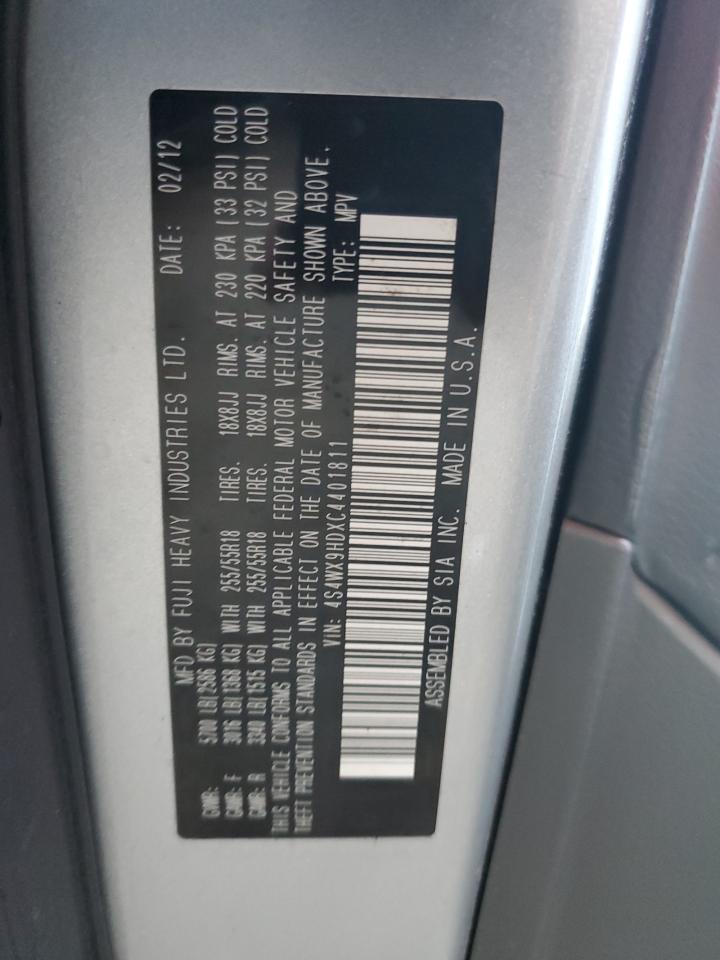 MFD BY FUJI HEAVY INDUSTRIES LTD. DATE: 02/12
GVWR: 5700 LB(2586 KG)
GAWR: F 3016 LB(1368 KG) WITH 255/55R18 TIRES. 18X8JJ RIMS. AT 230 KPA (33 PSI) COLD
GAWR: R 3340 LB(1515 KG) WITH 255/55R18 TIRES. 18X8JJ RIMS. AT 220 KPA (32 PSI) COLD
THIS VEHICLE CONFORMS TO ALL APPLICABLE FEDERAL MOTOR VEHICLE SAFETY AND
THEFT PREVENTION STANDARDS IN EFFECT ON THE DATE OF MANUFACTURE SHOWN ABOVE.
VIN: 4S4WX9HDXC4401811 TYPE: MPV
ASSEMBLED BY SIA INC. MADE IN U.S.A.